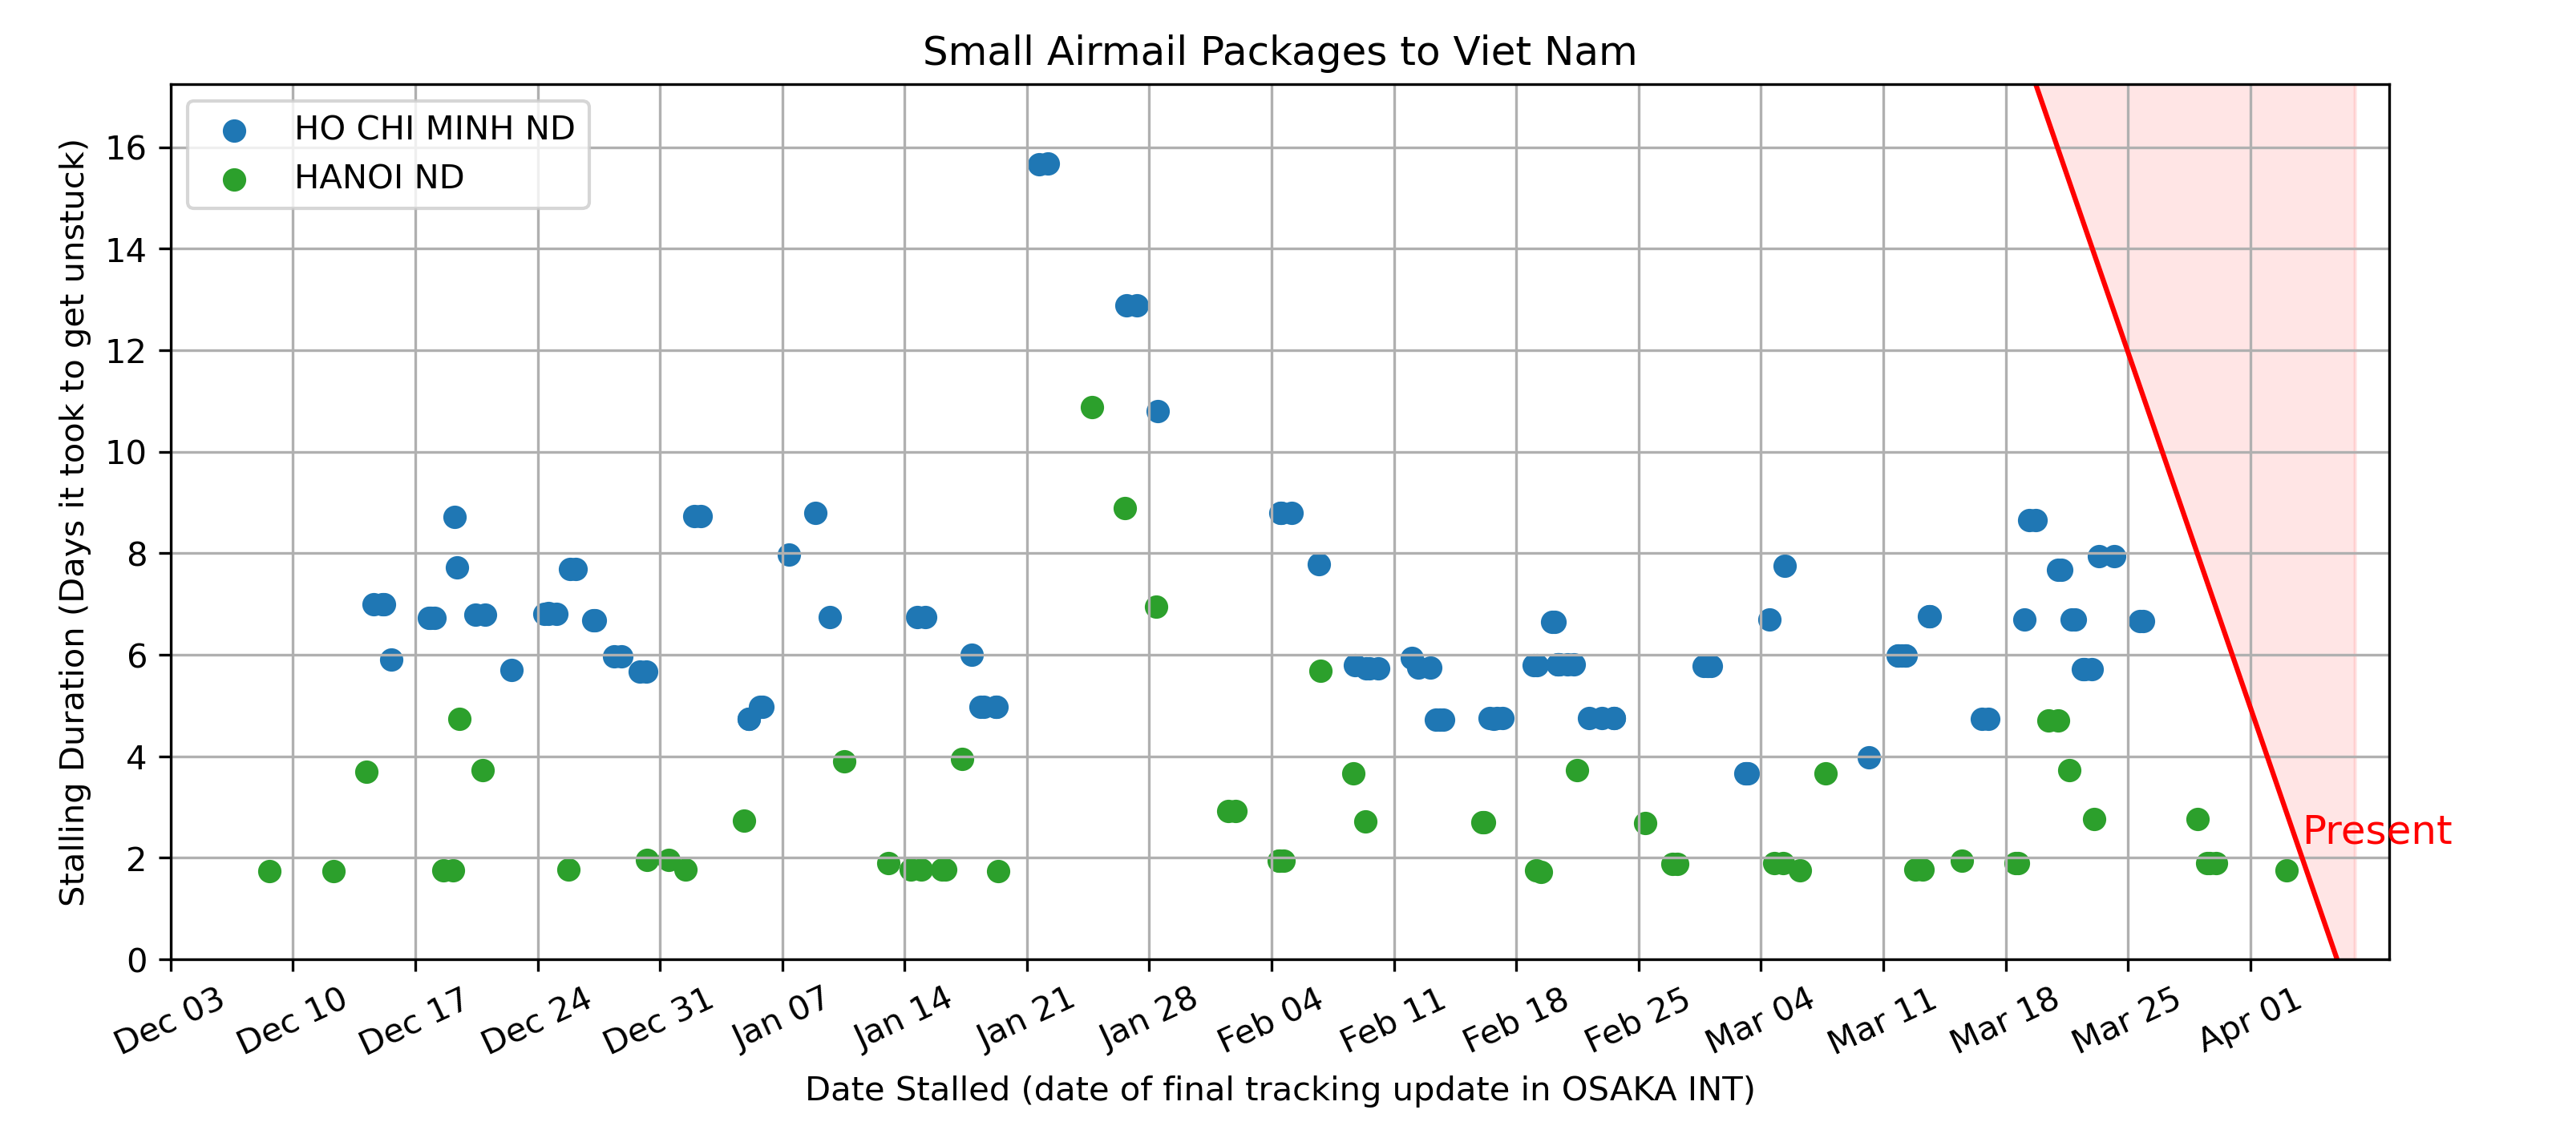 Small Airmail Packages to Viet Nam
HO CHI MINH ND
HANOI ND
Stalling Duration (Days it took to get unstuck)
16
14
12
10
8
6
4
2
0
Present
Dec 03
Dec 10
Dec 17
Dec 24
Dec 31
Jan 07
Jan 14
Jan 21
Jan 28
Feb 04
Feb 11
Feb 18
Feb 25
Mar 04
Mar 11
Mar 18
Mar 25
Apr 01
Date Stalled (date of final tracking update in OSAKA INT)